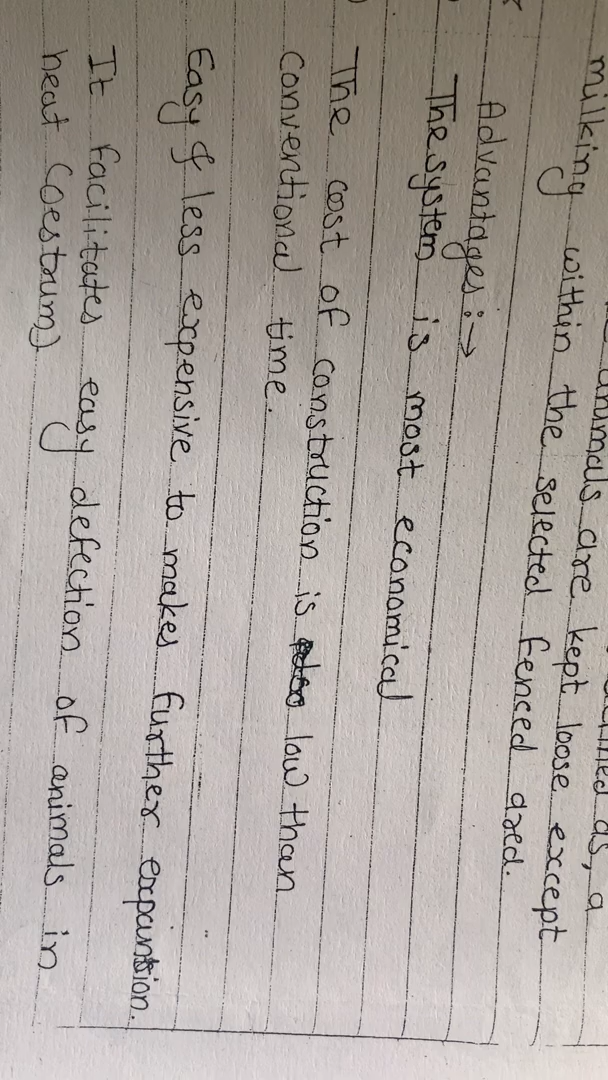 animals are kept loose except
milking within the selected fenced ared.
Advantages :→
The system is most economical
The cost of construction is low than
Conventional time.
Easy & less expensive to makes further expansion.
It facilitates easy defection of animals in
heat (oestrum)